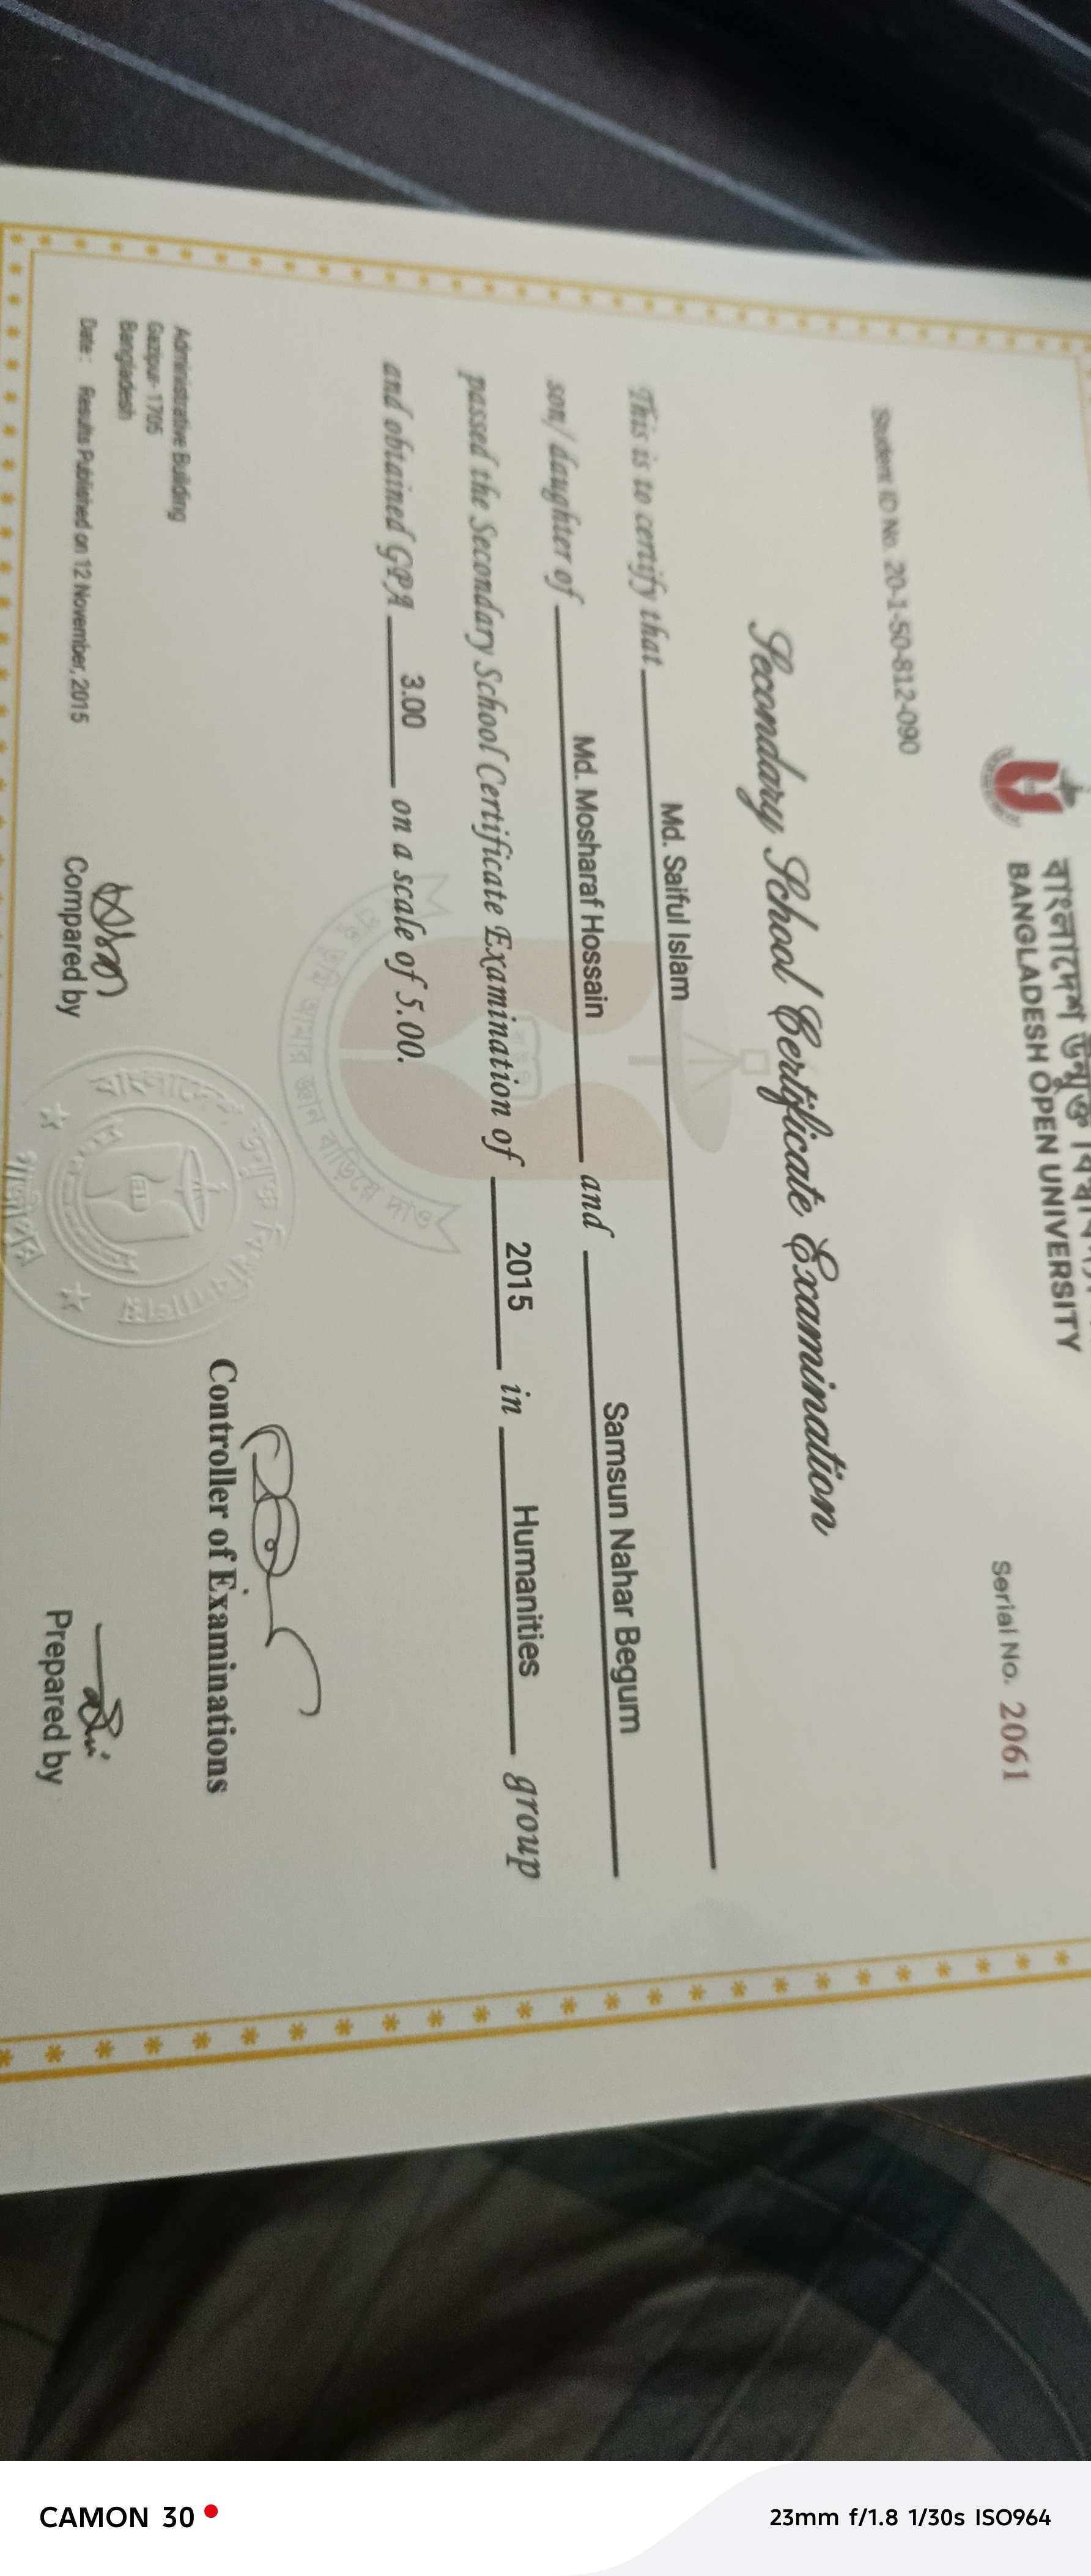 বাংলাদেশ উন্মুক্ত
BANGLADESH OPEN UNIVERSITY
Serial No. 2061
Student ID No. 20-1-50-812-090
Secondary School Certificate Examination
This is to certify that Md. Saiful Islam
son/ daughter of Md. Mosharaf Hossain and Samsun Nahar Begum
passed the Secondary School Certificate Examination of 2015 in Humanities group
and obtained GPA 3.00 on a scale of 5.00.
Controller of Examinations
Administrative Building
Gazipur-1705
Bangladesh
Date : Results Published on 12 November, 2015
Compared by
Prepared by
বাংলাদেশ উন্মুক্ত বিশ্ববিদ্যালয়
গাজীপুর
CAMON 30
23mm f/1.8 1/30s ISO964